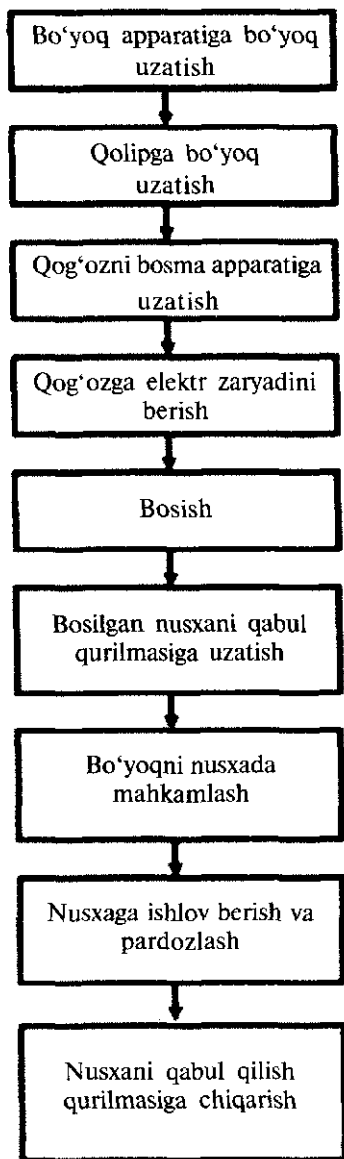 Bo‘yoq apparatiga bo‘yoq
uzatish
Qolipga bo‘yoq
uzatish
Qog‘ozni bosma apparatiga
uzatish
Qog‘ozga elektr zaryadini
berish
Bosish
Bosilgan nusxani qabul
qurilmasiga uzatish
Bo‘yoqni nusxada
mahkamlash
Nusxaga ishlov berish va
pardozlash
Nusxani qabul qilish
qurilmasiga chiqarish